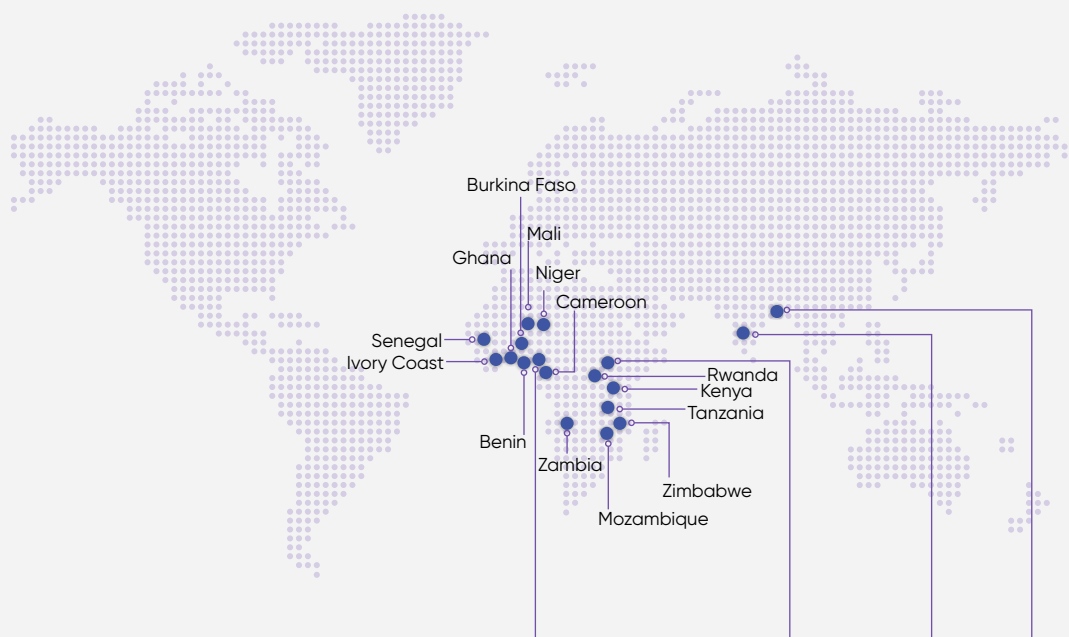 Burkina Faso
Mali
Ghana
Niger
Cameroon
Senegal
Ivory Coast
Rwanda
Kenya
Tanzania
Benin
Zambia
Zimbabwe
Mozambique